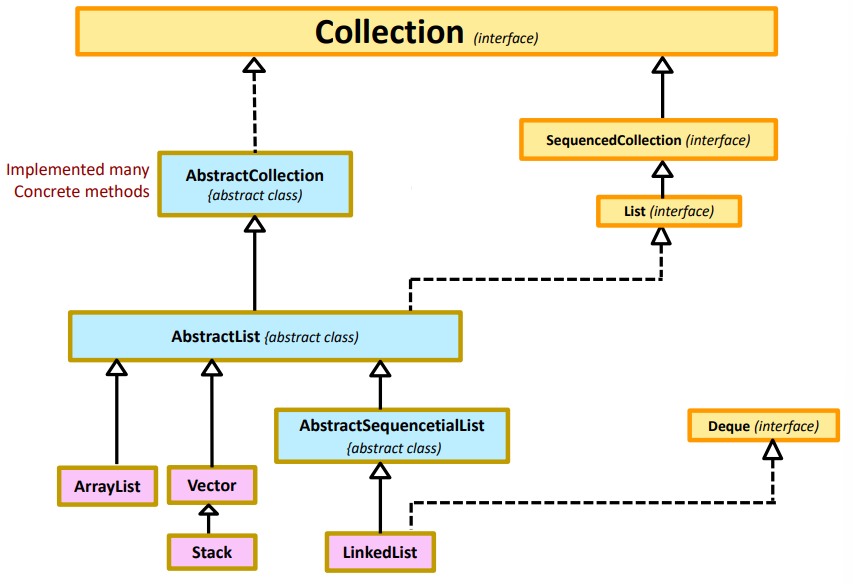 Collection (interface)
SequencedCollection (interface)
Implemented many
Concrete methods
AbstractCollection
{abstract class)
List (interface)
AbstractList {abstract class)
AbstractSequencetialList
{abstract class)
Deque (interface)
ArrayList
Vector
Stack
LinkedList